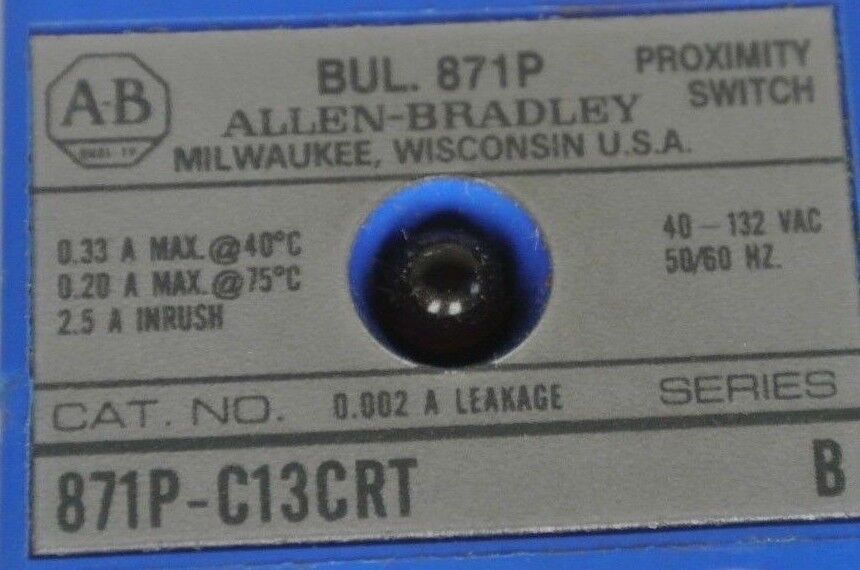 A-B
BUL. 871P
PROXIMITY
SWITCH
ALLEN-BRADLEY
MILWAUKEE, WISCONSIN U.S.A.
0.33 A MAX.@40°C
0.20 A MAX.@75°C
2.5 A INRUSH
40-132 VAC
50/60 HZ.
CAT. NO.
0.002 A LEAKAGE
SERIES
871P-C13CRT
B